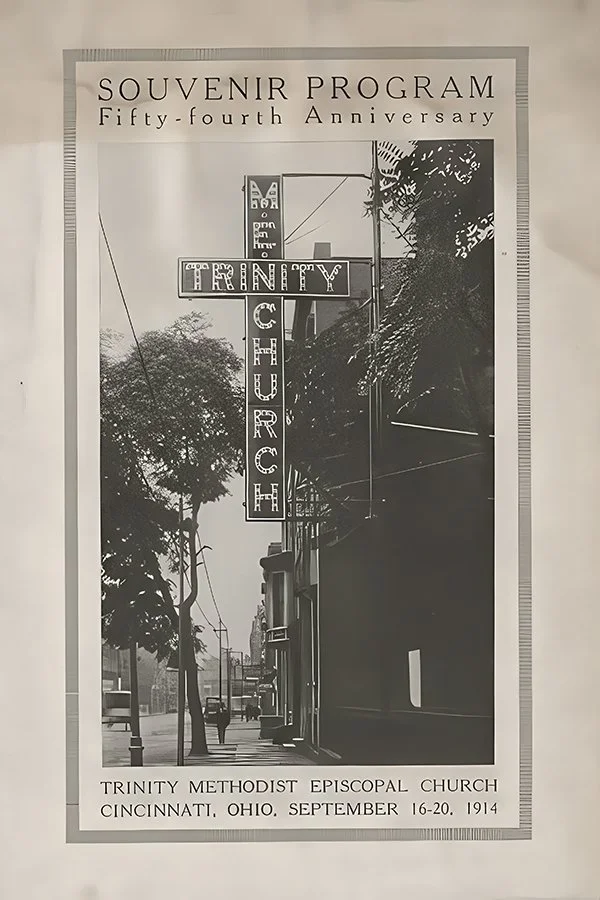 SOUVENIR PROGRAM
Fifty-fourth Anniversary
M.E.
TRINITY
CHURCH
TRINITY METHODIST EPISCOPAL CHURCH
CINCINNATI, OHIO, SEPTEMBER 16-20, 1914